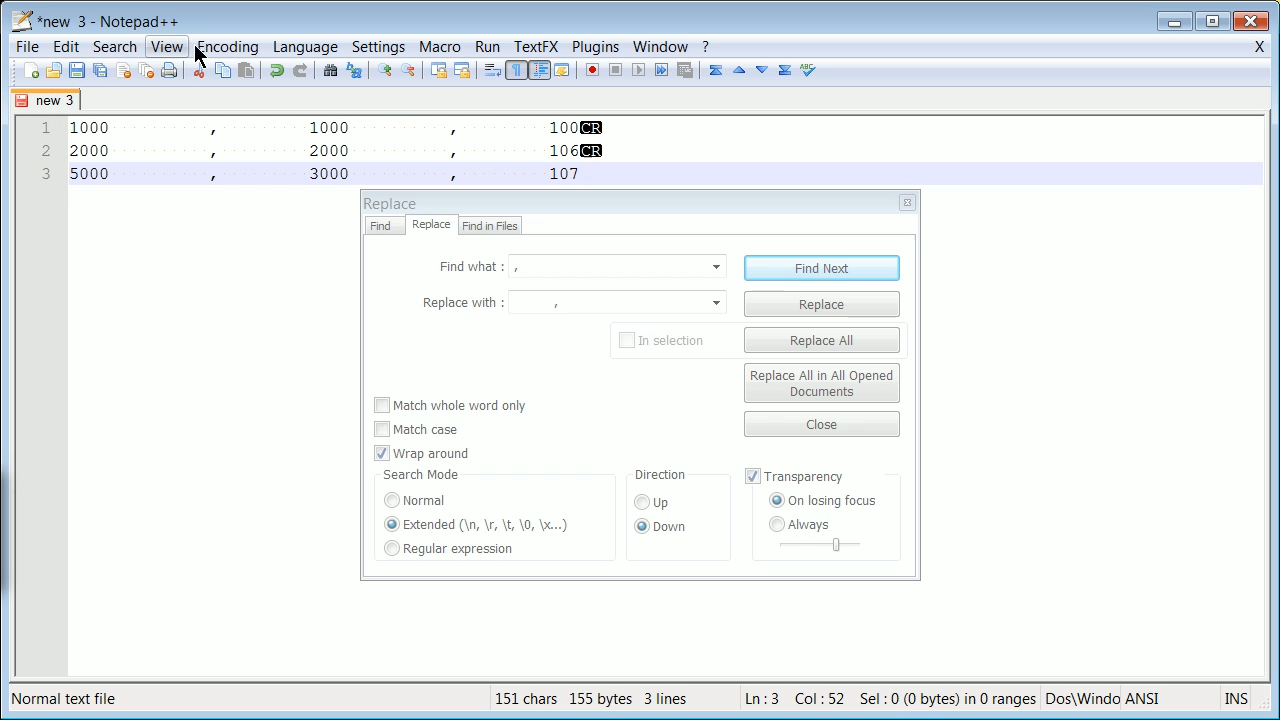 *new  3 - Notepad++
File Edit Search View Encoding Language Settings Macro Run TextFX Plugins Window ? X
new 3
1 1000 , 1000 , 100CR
2 2000 , 2000 , 106CR
3 5000 , 3000 , 107
Replace
Find Replace Find in Files
Find what : , Find Next
Replace with : , Replace
In selection Replace All
Replace All in All Opened
Documents
Match whole word only
Close
Match case
Wrap around
Search Mode Direction Transparency
Normal Up On losing focus
Extended (\n, \r, \t, \0, \x...) Down Always
Regular expression
Normal text file 151 chars 155 bytes 3 lines Ln : 3 Col : 52 Sel : 0 (0 bytes) in 0 ranges Dos\Windo ANSI INS